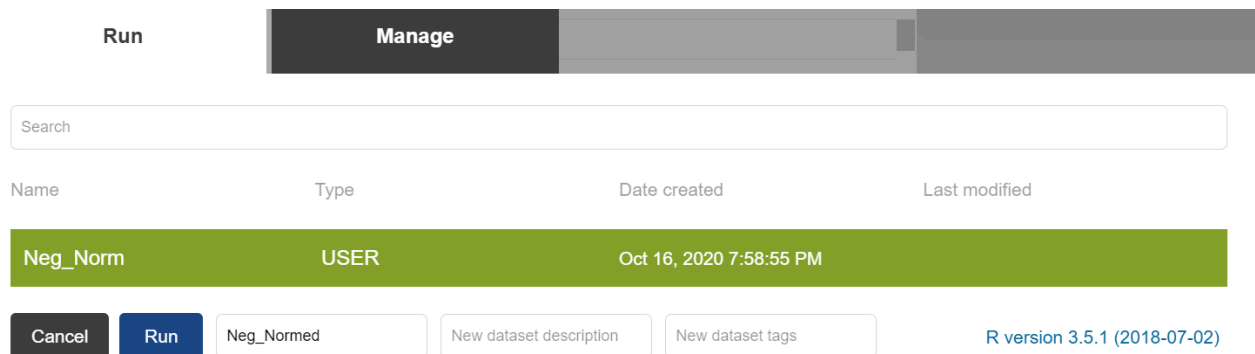 Run Manage
Search
Name Type Date created Last modified
Neg_Norm USER Oct 16, 2020 7:58:55 PM
Cancel Run Neg_Normed New dataset description New dataset tags R version 3.5.1 (2018-07-02)